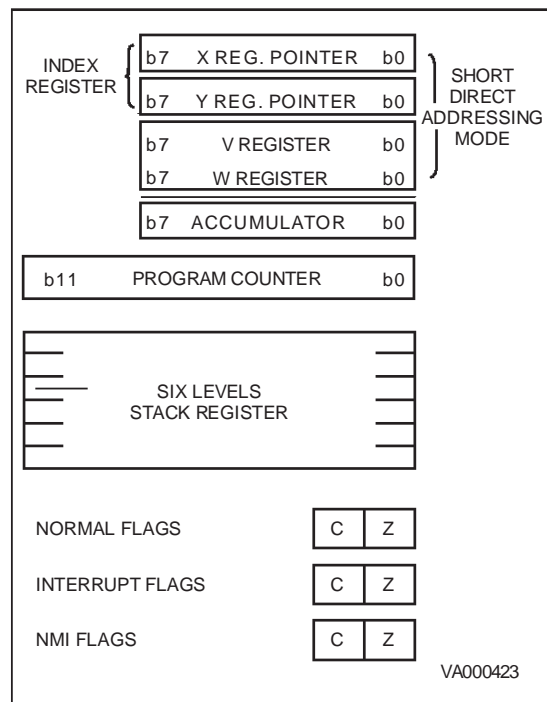 INDEX
REGISTER
b7 X REG. POINTER b0
b7 Y REG. POINTER b0
b7 V REGISTER b0
b7 W REGISTER b0
SHORT
DIRECT
ADDRESSING
MODE
b7 ACCUMULATOR b0
b11 PROGRAM COUNTER b0
SIX LEVELS
STACK REGISTER
NORMAL FLAGS C Z
INTERRUPT FLAGS C Z
NMI FLAGS C Z
VA000423